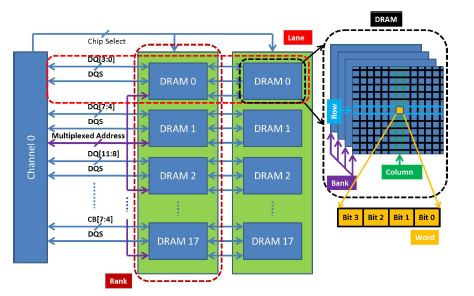 Chip Select
Lane
DRAM
Channel 0
DQ[3:0]
DQS
DRAM 0
DRAM 0
DQ[7:4]
DQS
DRAM 1
DRAM 1
Multiplexed Address
DQ[11:8]
DQS
DRAM 2
DRAM 2
CB[7:4]
DQS
DRAM 17
DRAM 17
Rank
Row
Bank
Column
Bit 3
Bit 2
Bit 1
Bit 0
Word